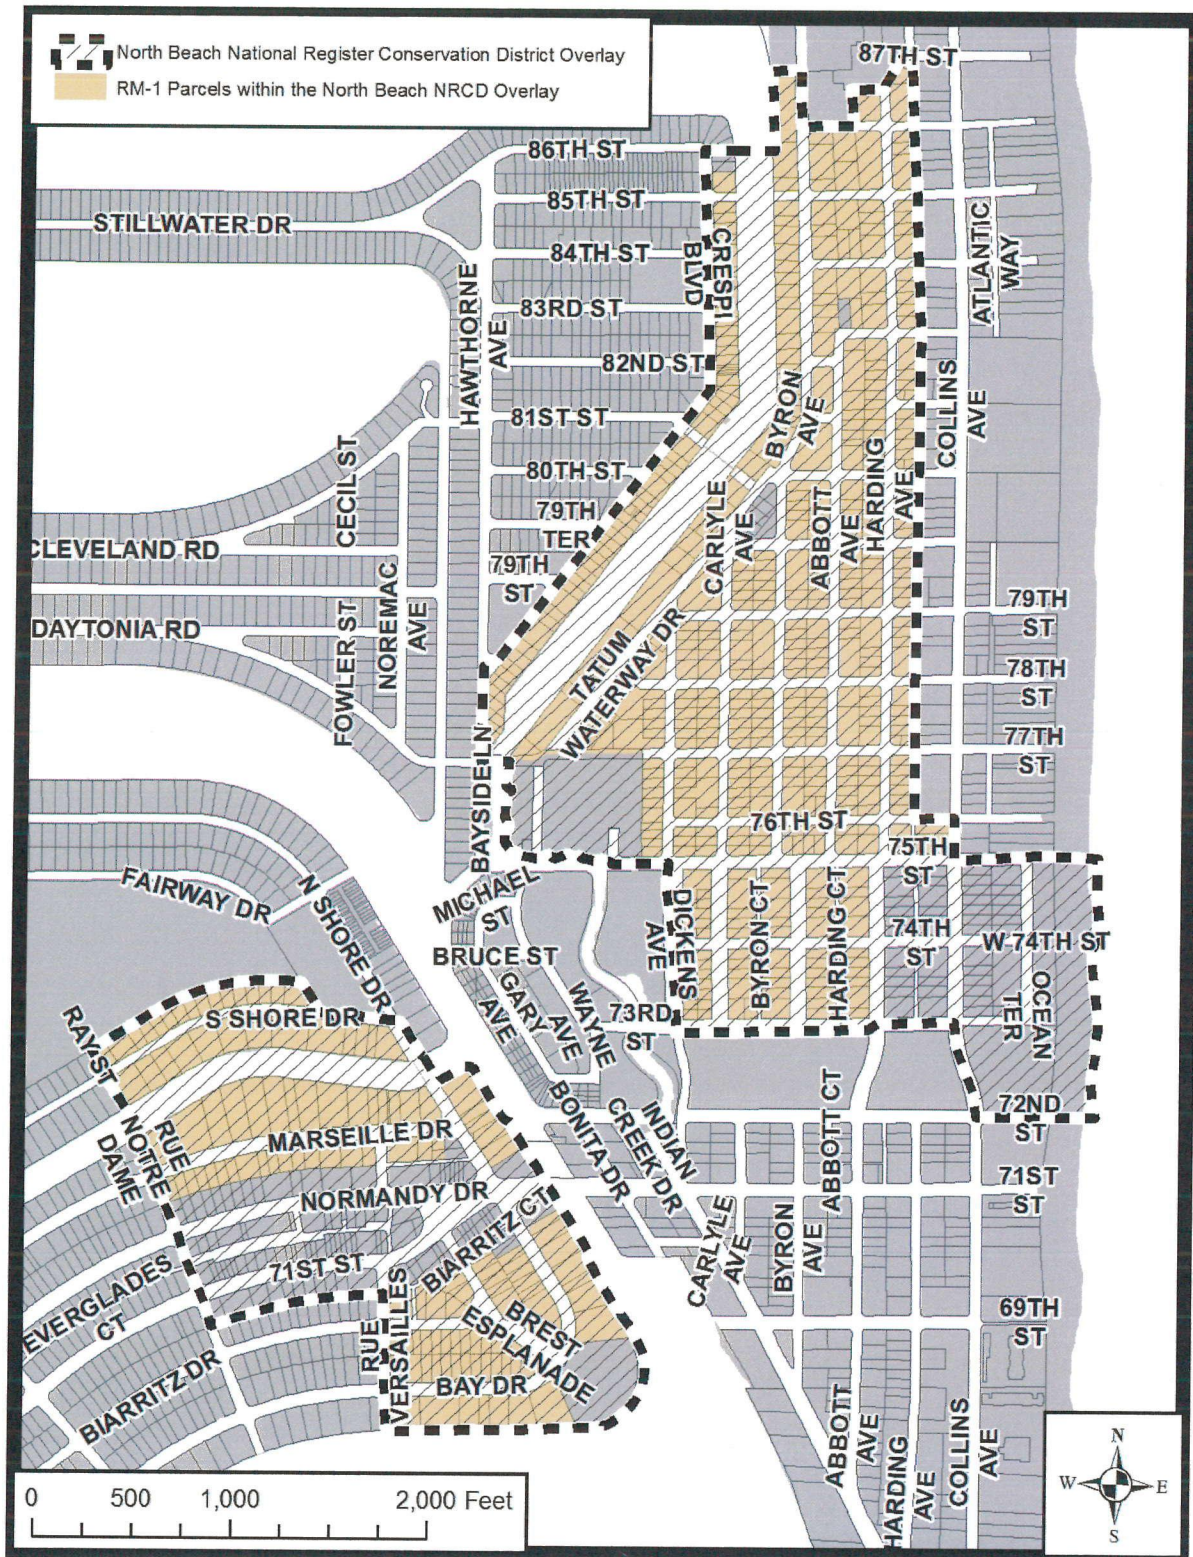 North Beach National Register Conservation District Overlay
RM-1 Parcels within the North Beach NRCD Overlay
87TH ST
86TH ST
85TH ST
STILLWATER DR
84TH ST
CRESPI
BLVD
ATLANTIC
WAY
HAWTHORNE
AVE
83RD ST
82ND ST
BYRON
AVE
COLLINS
AVE
81ST ST
80TH ST
CECIL ST
HARDING
AVE
79TH
TER
CARLYLE
AVE
ABBOTT
AVE
CLEVELAND RD
79TH
ST
NOREMAC
AVE
79TH
ST
DAYTONIA RD
FOWLER ST
TATUM
WATERWAY DR
78TH
ST
77TH
ST
BAYSIDE LN
76TH ST
75TH
ST
FAIRWAY DR
N SHORE DR
MICHAEL
ST
DICKENS
AVE
BYRON CT
HARDING CT
74TH
ST
W 74TH ST
BRUCE ST
GARY
AVE
WAYNE
AVE
73RD
ST
OCEAN
TER
RAY ST
S SHORE DR
72ND
ST
RUE
NOTRE
DAME
MARSEILLE DR
BONITA DR
INDIAN
CREEK DR
ABBOTT CT
71ST
ST
NORMANDY DR
BIARRITZ CT
CARLYLE
AVE
BYRON
AVE
71ST ST
EVERGLADES
CT
69TH
ST
RUE
VERSAILLES
BREST
ESPLANADE
BIARRITZ DR
BAY DR
ABBOTT
AVE
HARDING
AVE
COLLINS
AVE
N
W E
S
0 500 1,000 2,000 Feet